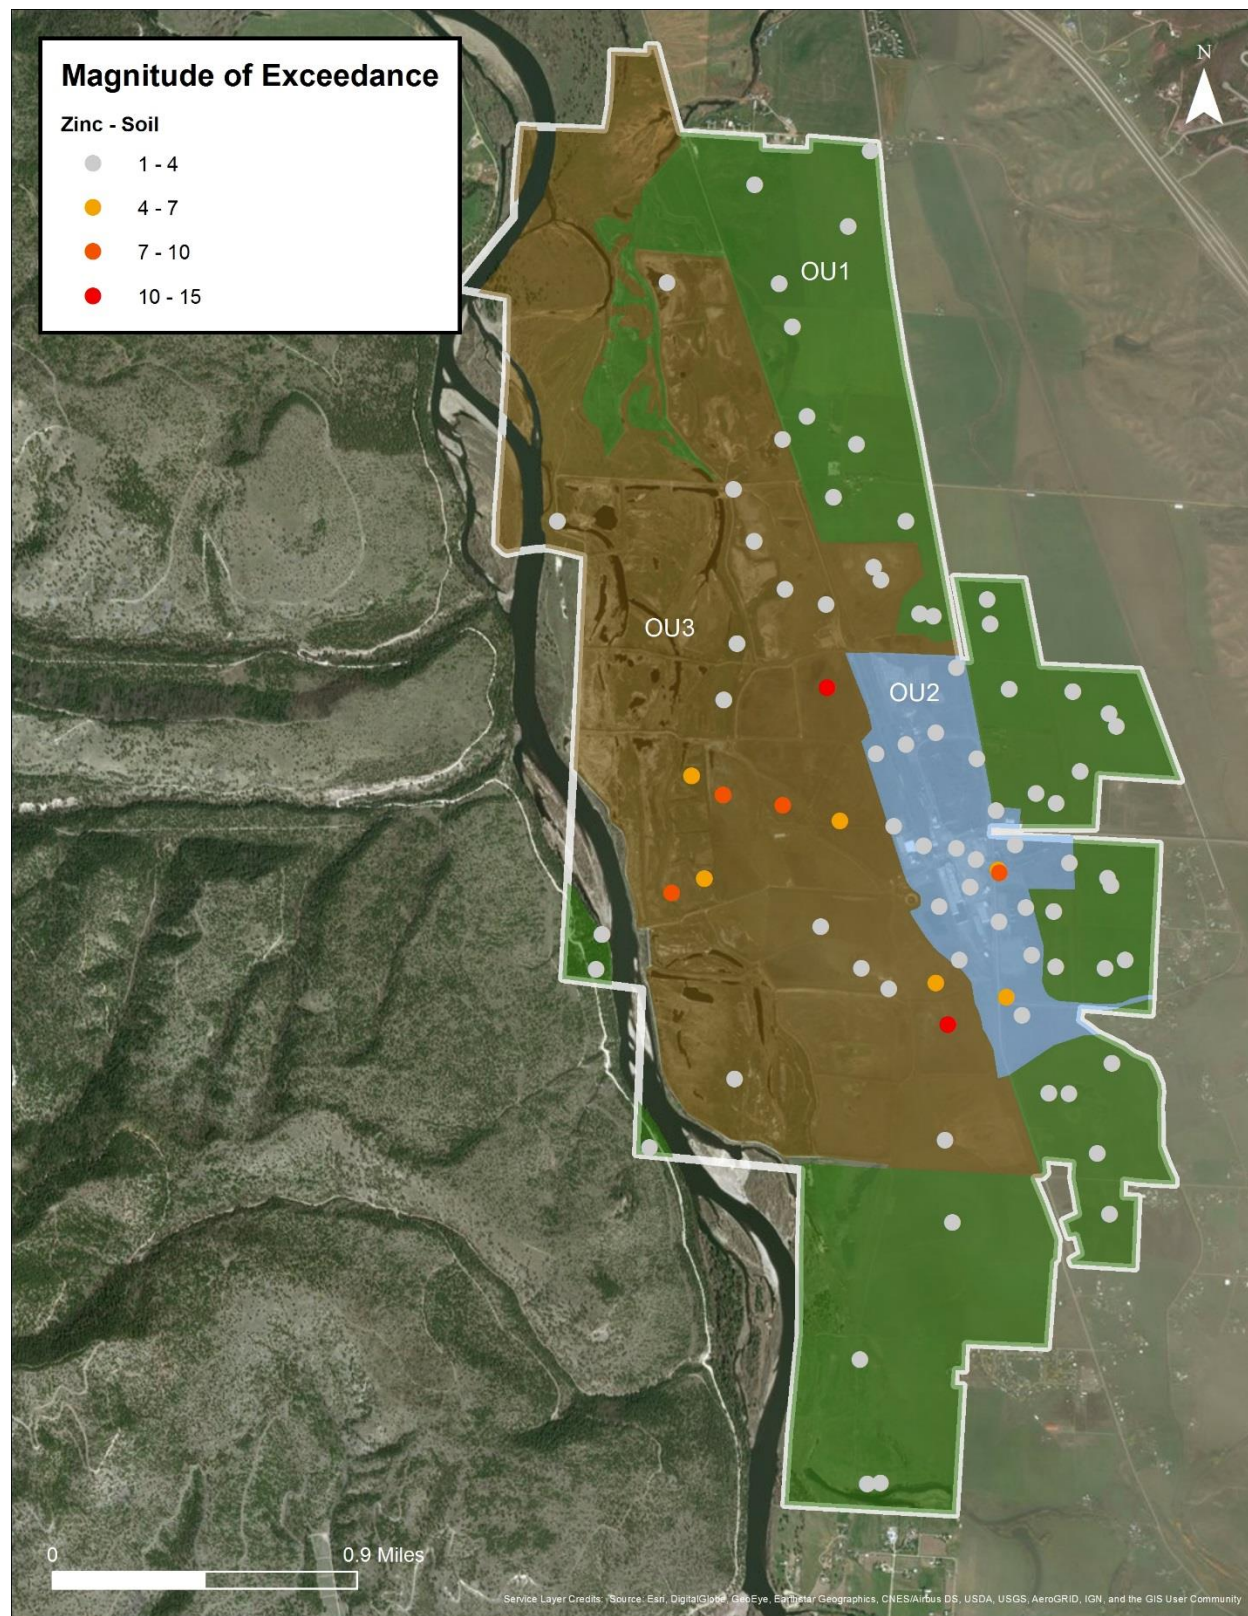 Magnitude of Exceedance
Zinc - Soil
1 - 4
4 - 7
7 - 10
10 - 15
N
OU1
OU3
OU2
0
0.9 Miles
Service Layer Credits: Source: Esri, DigitalGlobe, GeoEye, Earthstar Geographics, CNES/Airbus DS, USDA, USGS, AeroGRID, IGN, and the GIS User Community